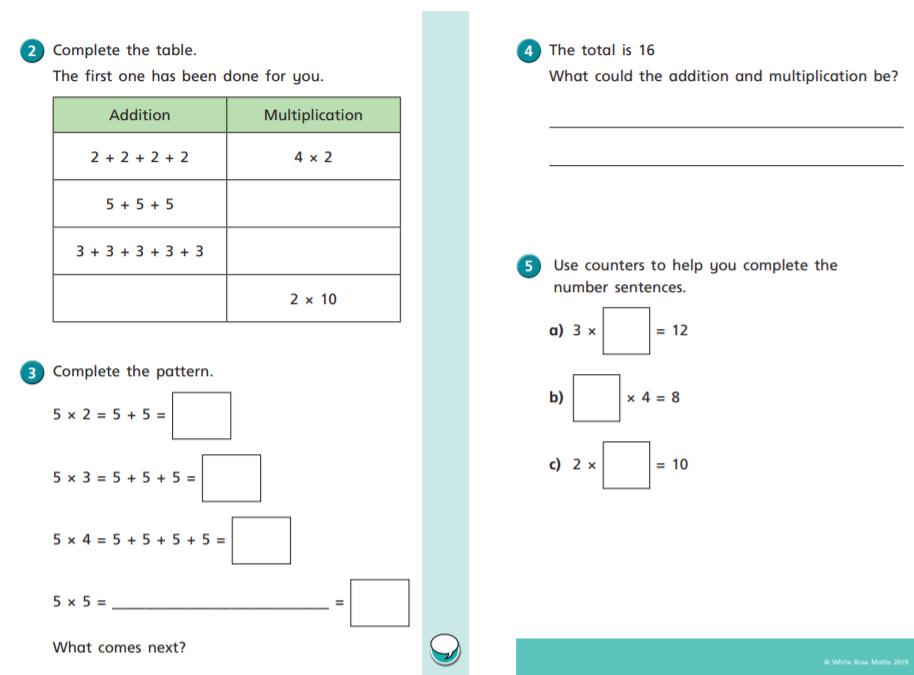 2 Complete the table.
The first one has been done for you.
Addition Multiplication
2 + 2 + 2 + 2 4 × 2
5 + 5 + 5
3 + 3 + 3 + 3 + 3
2 × 10
3 Complete the pattern.
5 × 2 = 5 + 5 =
5 × 3 = 5 + 5 + 5 =
5 × 4 = 5 + 5 + 5 + 5 =
5 × 5 = =
What comes next?
4 The total is 16
What could the addition and multiplication be?
5 Use counters to help you complete the
number sentences.
a) 3 × = 12
b) × 4 = 8
c) 2 × = 10
© White Rose Maths 2019